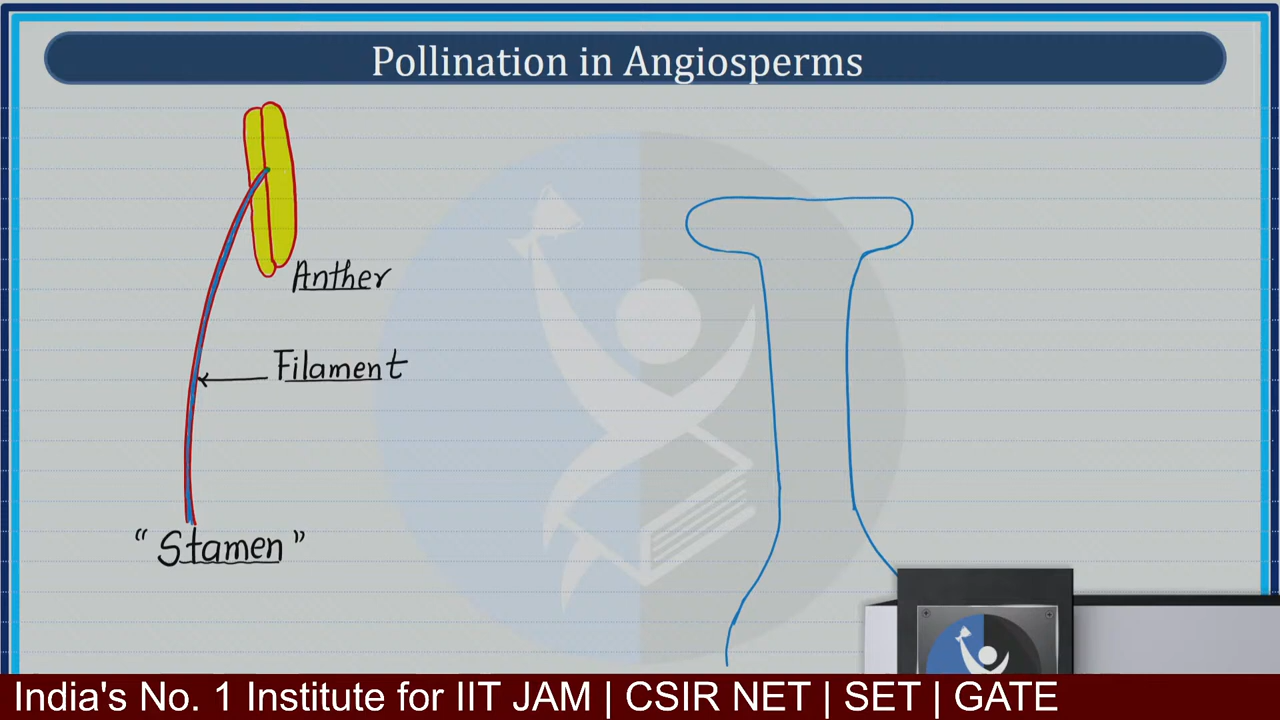 Pollination in Angiosperms
Anther
Filament
“Stamen”
India's No. 1 Institute for IIT JAM | CSIR NET | SET | GATE